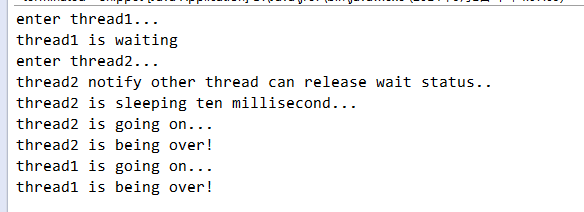 enter thread1...
thread1 is waiting
enter thread2...
thread2 notify other thread can release wait status..
thread2 is sleeping ten millisecond...
thread2 is going on...
thread2 is being over!
thread1 is going on...
thread1 is being over!